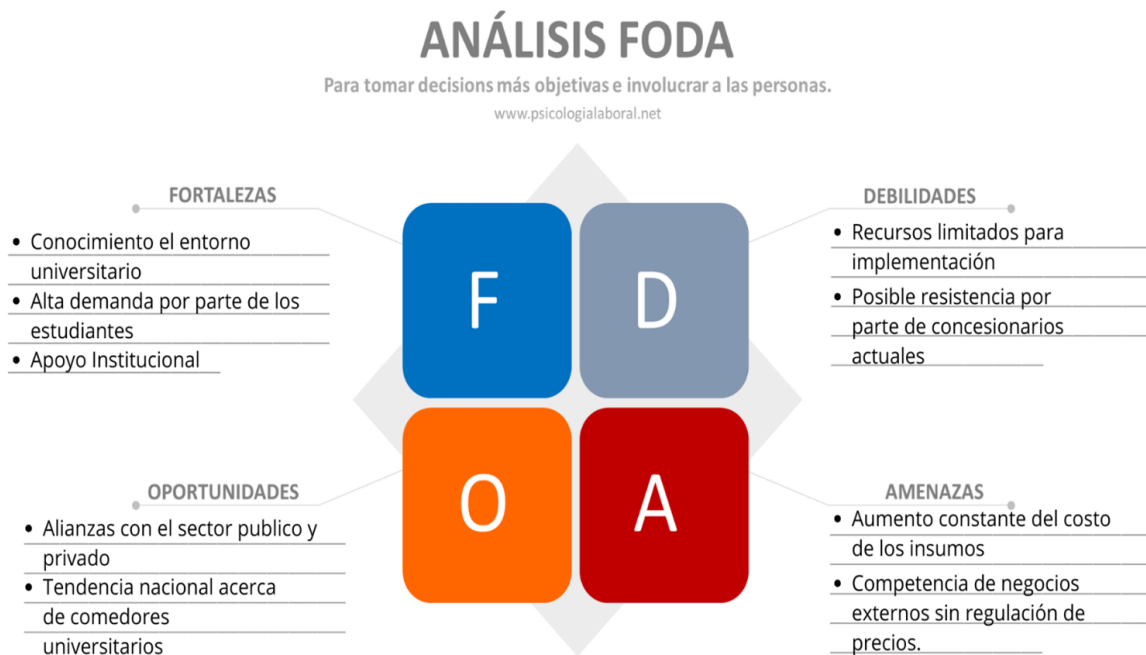 ANÁLISIS FODA
Para tomar decisions más objetivas e involucrar a las personas.
www.psicologialaboral.net
FORTALEZAS
• Conocimiento el entorno
universitario
• Alta demanda por parte de los
estudiantes
• Apoyo Institucional
F
D
DEBILIDADES
• Recursos limitados para
implementación
• Posible resistencia por
parte de concesionarios
actuales
OPORTUNIDADES
• Alianzas con el sector publico y
privado
• Tendencia nacional acerca
de comedores
universitarios
O
A
AMENAZAS
• Aumento constante del costo
de los insumos
• Competencia de negocios
externos sin regulación de
precios.